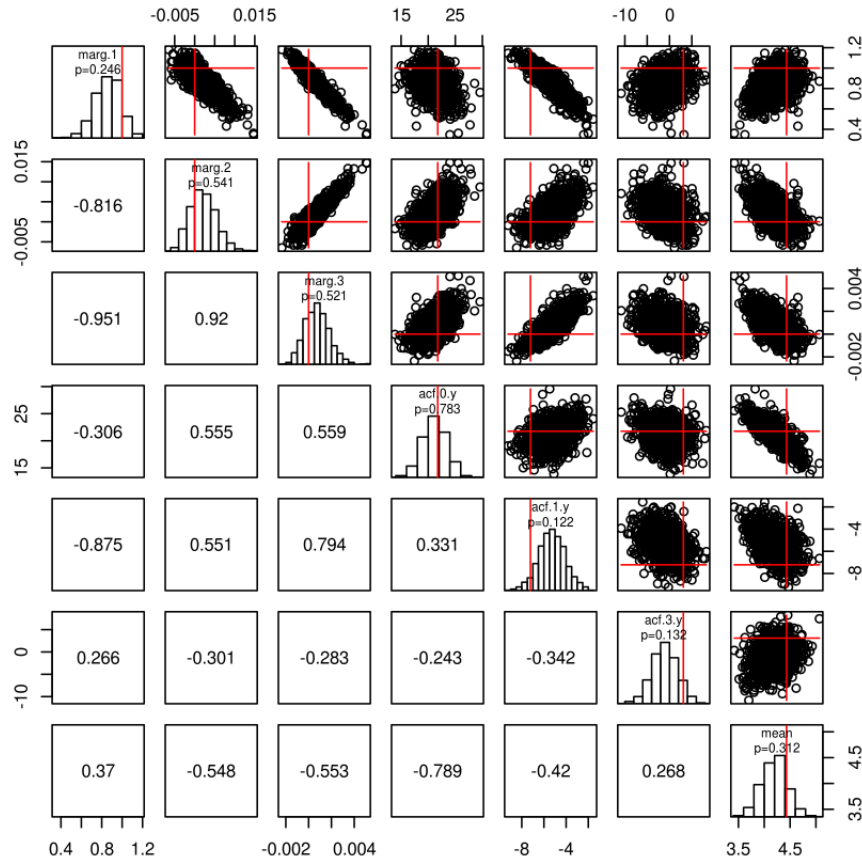 -0.005 0.015 15 25 -10 0
marg.1
p=0.246
0.4 0.8 1.2
-0.005 0.015
-0.816
marg.2
p=0.541
-0.951 0.92
marg.3
p=0.521
-0.002 0.004
15 25
-0.306 0.555 0.559
acf.0.y
p=0.783
-0.875 0.551 0.794 0.331
acf.1.y
p=0.122
-8 -4
-10 0
0.266 -0.301 -0.283 -0.243 -0.342
acf.3.y
p=0.132
0.37 -0.548 -0.553 -0.789 -0.42 0.268
mean
p=0.312
3.5 4.5
0.4 0.8 1.2 -0.002 0.004 -8 -4 3.5 4.5